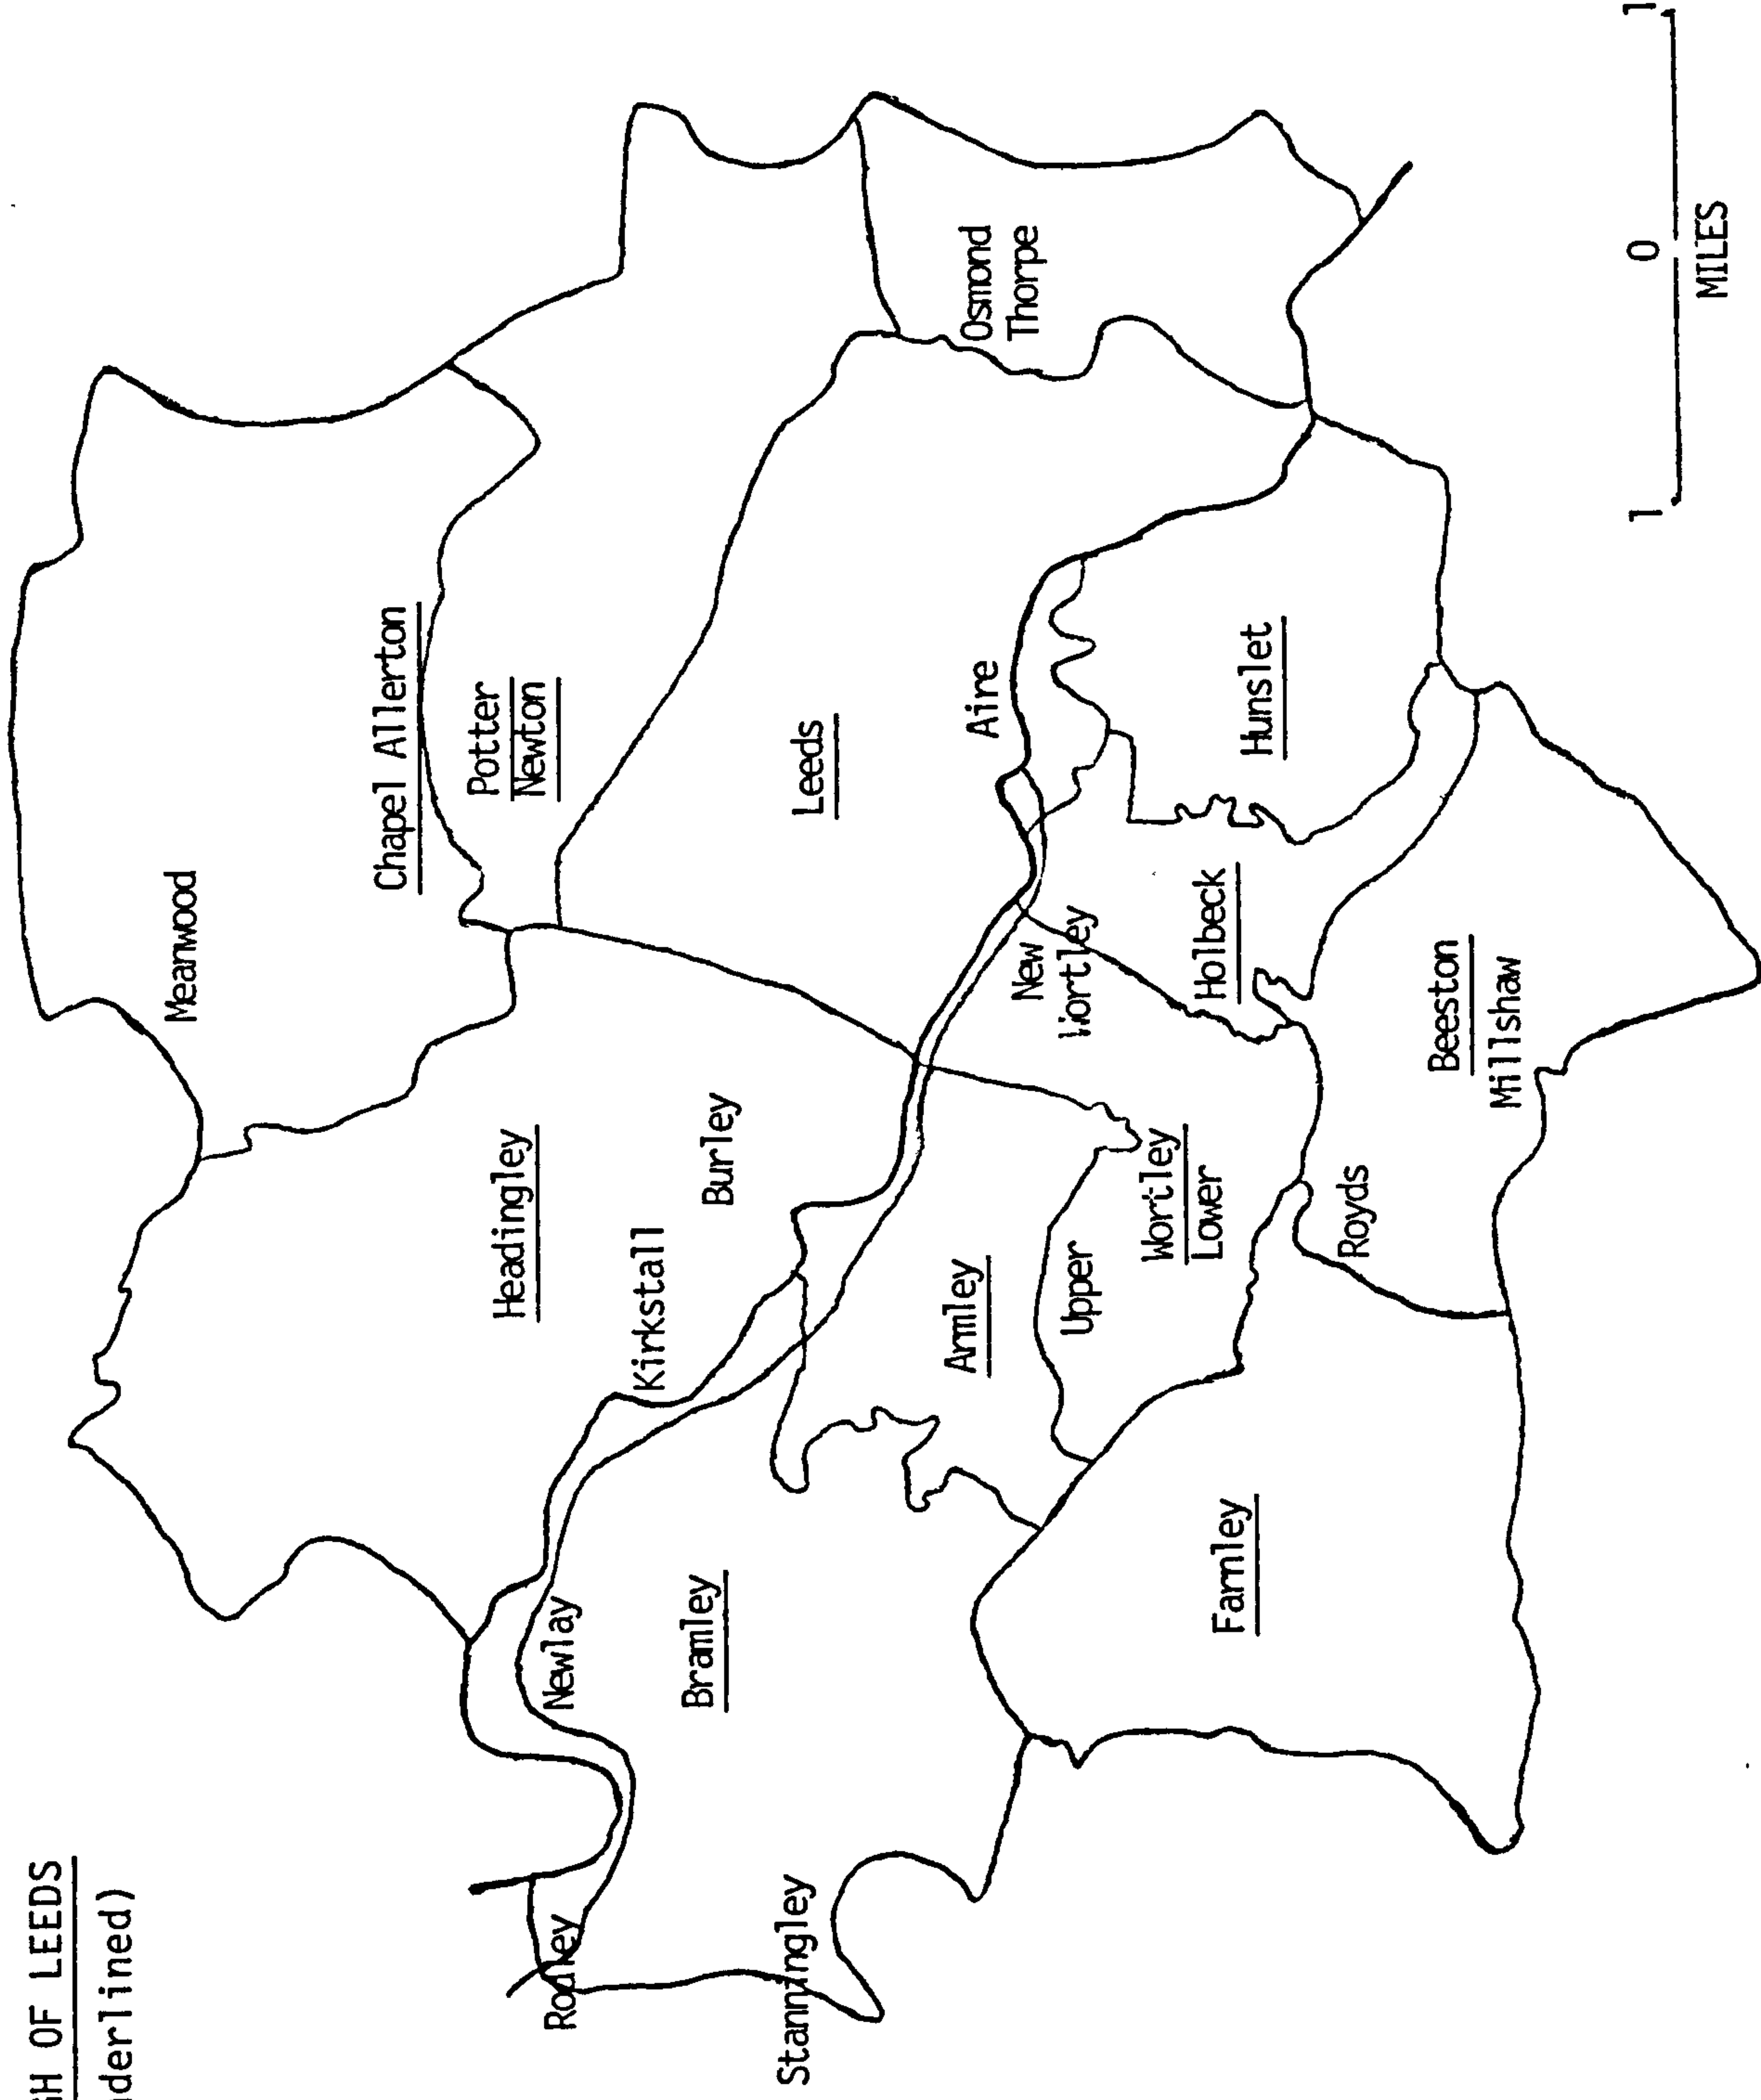 GH OF LEEDS
derlined)
Meanwood
Chapel Allerton
Potter
Newton
Headingley
Kirkstall
Burley
Leeds
Osmond
Thorpe
Rodley
Newlay
Bramley
Stanningley
Armley
Aire
New
Wortley
Upper
Wortley
Lower
Holbeck
Hunslet
Farnley
Royds
Beeston
Millshaw
1 0 1
MILES